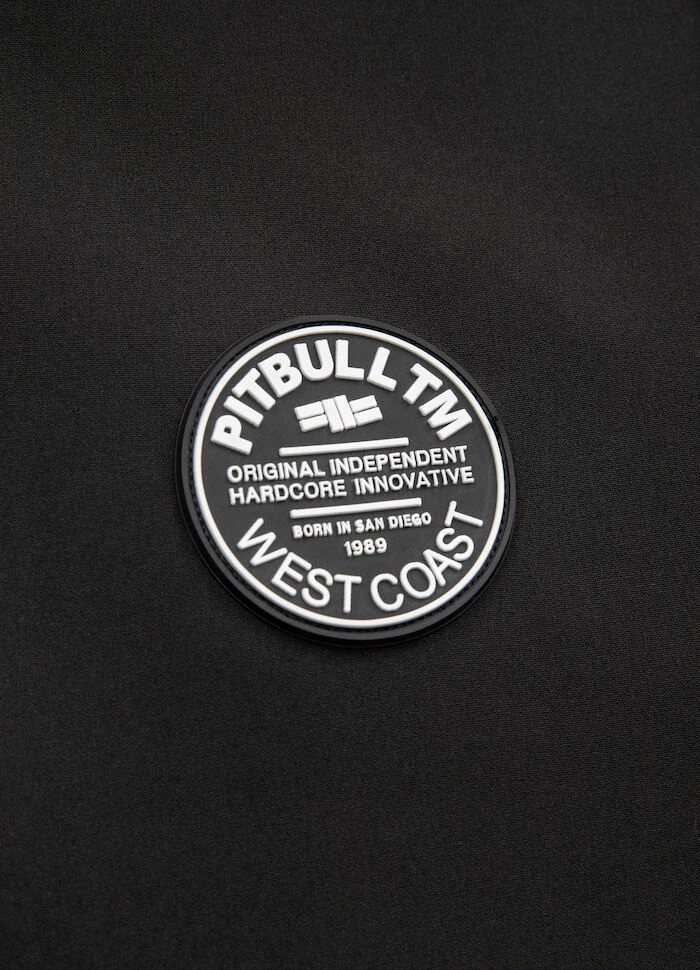 PITBULL TM
ORIGINAL INDEPENDENT
HARDCORE INNOVATIVE
BORN IN SAN DIEGO
1989
WEST COAST